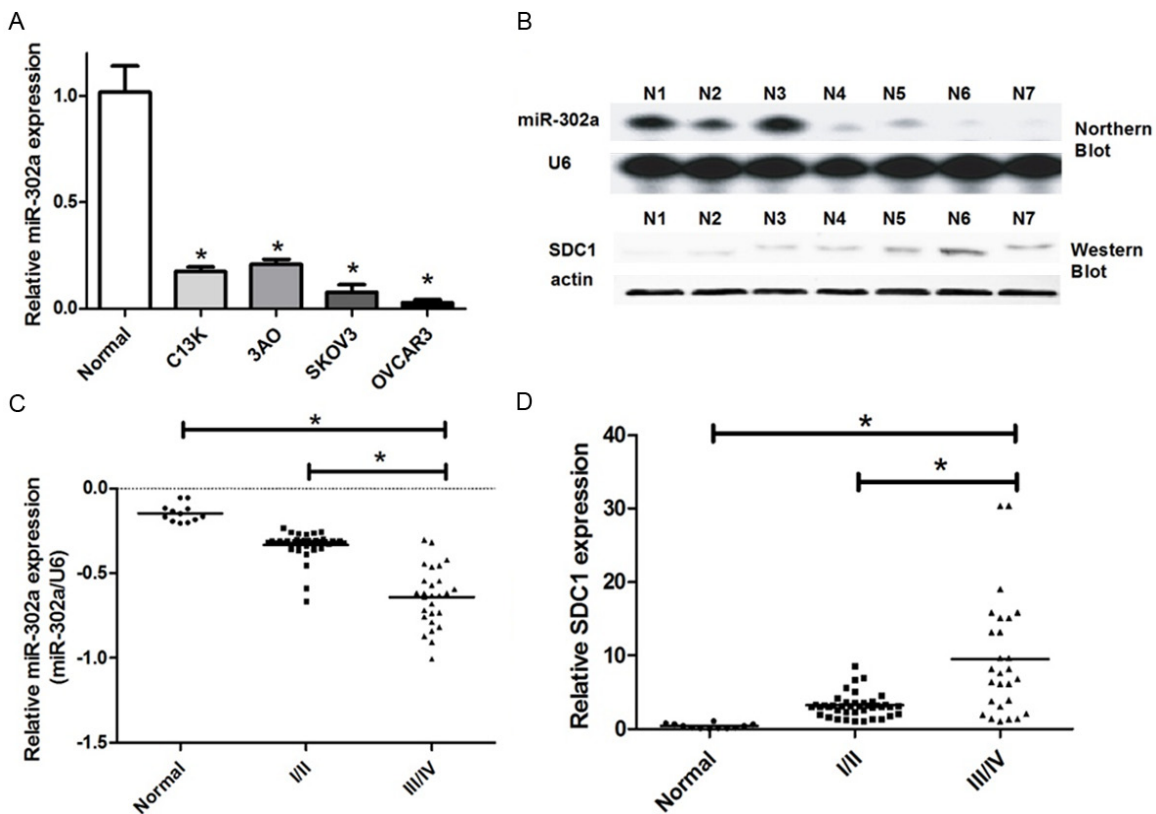 A
Relative miR-302a expression
1.0
0.5
0.0
*
*
*
*
Normal
C13K
3AO
SKOV3
OVCAR3
B
N1 N2 N3 N4 N5 N6 N7
miR-302a
U6
Northern
Blot
N1 N2 N3 N4 N5 N6 N7
SDC1
actin
Western
Blot
C
Relative miR-302a expression
(miR-302a/U6)
*
*
0.0
-0.5
-1.0
-1.5
Normal
I/II
III/IV
D
Relative SDC1 expression
*
*
40
30
20
10
0
Normal
I/II
III/IV